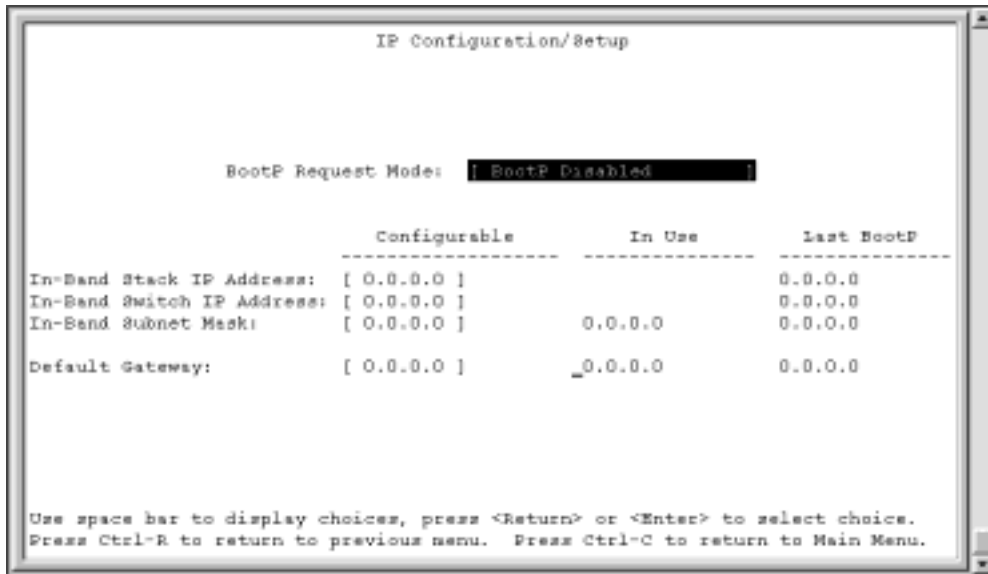 IP Configuration/Setup
BootP Request Mode: [ BootP Disabled ]
Configurable In Use Last BootP
------------------- --------------- ---------------
In-Band Stack IP Address: [ 0.0.0.0 ] 0.0.0.0
In-Band Switch IP Address: [ 0.0.0.0 ] 0.0.0.0
In-Band Subnet Mask: [ 0.0.0.0 ] 0.0.0.0 0.0.0.0
Default Gateway: [ 0.0.0.0 ] _0.0.0.0 0.0.0.0
Use space bar to display choices, press <Return> or <Enter> to select choice.
Press Ctrl-R to return to previous menu. Press Ctrl-C to return to Main Menu.